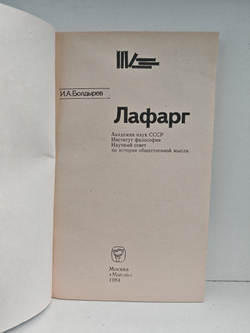 И.А.Болдырев
Лафарг
Академия наук СССР
Институт философии
Научный совет
по истории общественной мысли
Москва
«Мысль»
1984